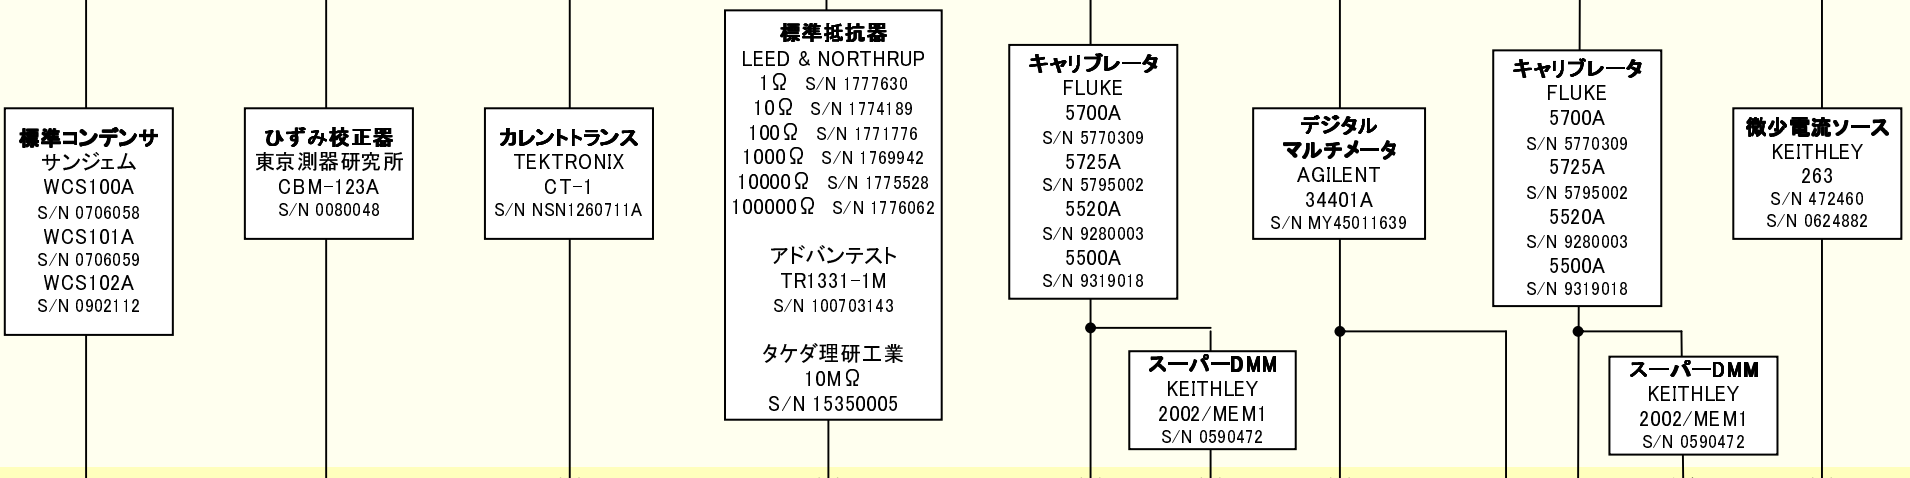 標準コンデンサ
サンジェム
WCS100A
S/N 0706058
WCS101A
S/N 0706059
WCS102A
S/N 0902112
ひずみ校正器
東京測器研究所
CBM-123A
S/N 0080048
カレントトランス
TEKTRONIX
CT-1
S/N NSN1260711A
標準抵抗器
LEED & NORTHRUP
1Ω S/N 1777630
10Ω S/N 1774189
100Ω S/N 1771776
1000Ω S/N 1769942
10000Ω S/N 1775528
100000Ω S/N 1776062
アドバンテスト
TR1331-1M
S/N 100703143
タケダ理研工業
10MΩ
S/N 15350005
キャリブレータ
FLUKE
5700A
S/N 5770309
5725A
S/N 5795002
5520A
S/N 9280003
5500A
S/N 9319018
スーパーDMM
KEITHLEY
2002/MEM1
S/N 0590472
デジタル
マルチメータ
AGILENT
34401A
S/N MY45011639
キャリブレータ
FLUKE
5700A
S/N 5770309
5725A
S/N 5795002
5520A
S/N 9280003
5500A
S/N 9319018
スーパーDMM
KEITHLEY
2002/MEM1
S/N 0590472
微少電流ソース
KEITHLEY
263
S/N 472460
S/N 0624882